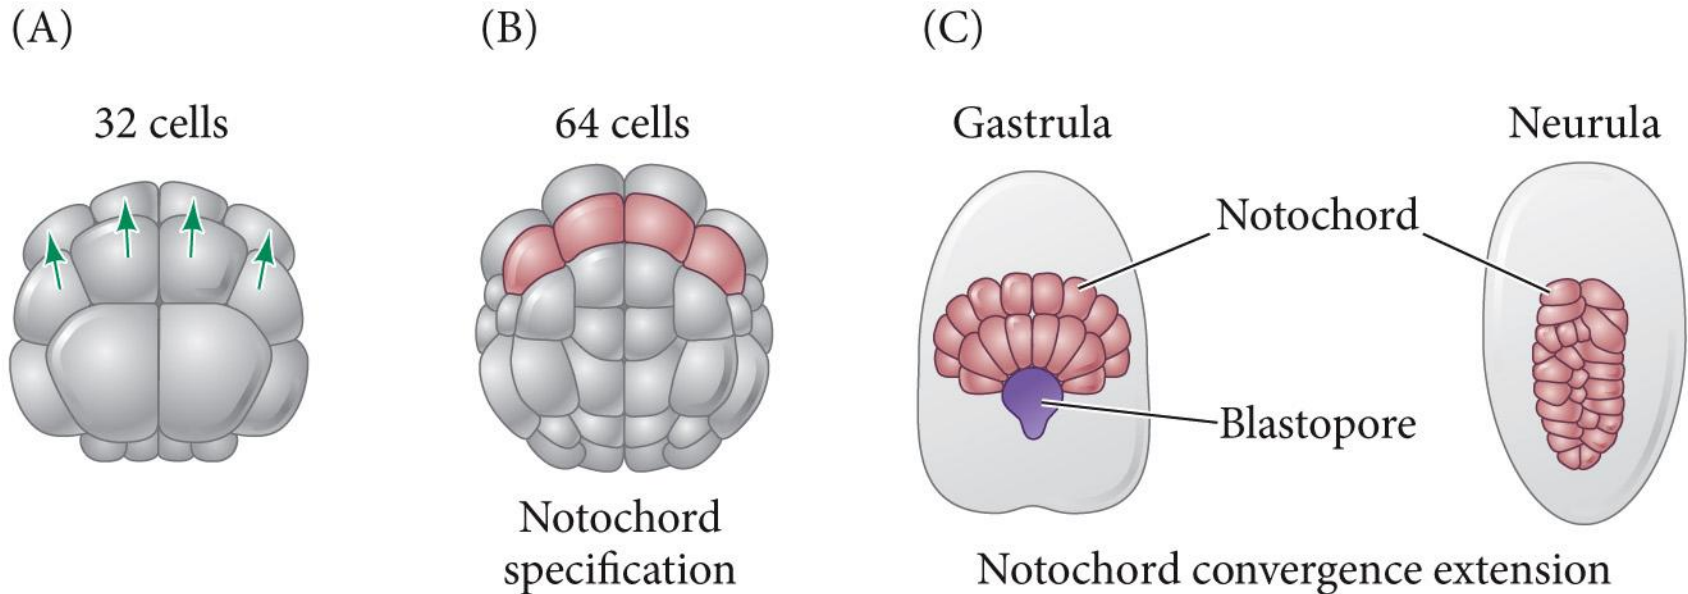 (A)
32 cells
(B)
64 cells
Notochord
specification
(C)
Gastrula
Neurula
Notochord
Blastopore
Notochord convergence extension